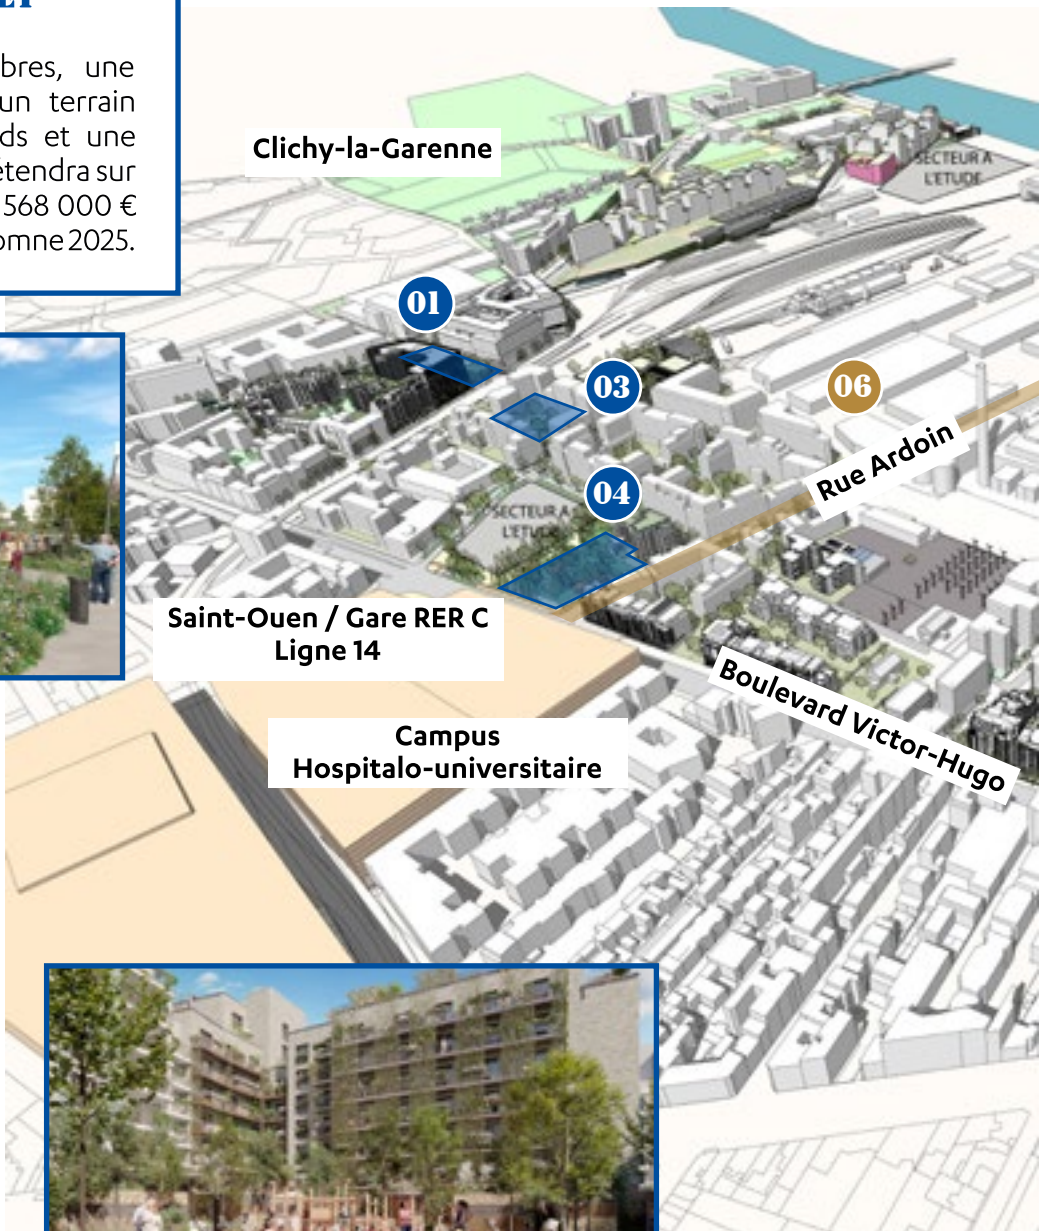 bres, une
un terrain
ds et une
étendra sur
568 000 €
omne 2025.
Clichy-la-Garenne
SECTEUR A
L'ETUDE
01
03
06
Rue Ardoin
04
SECTEUR A
L'ETUDE
Saint-Ouen / Gare RER C
Ligne 14
Boulevard Victor-Hugo
Campus
Hospitalo-universitaire